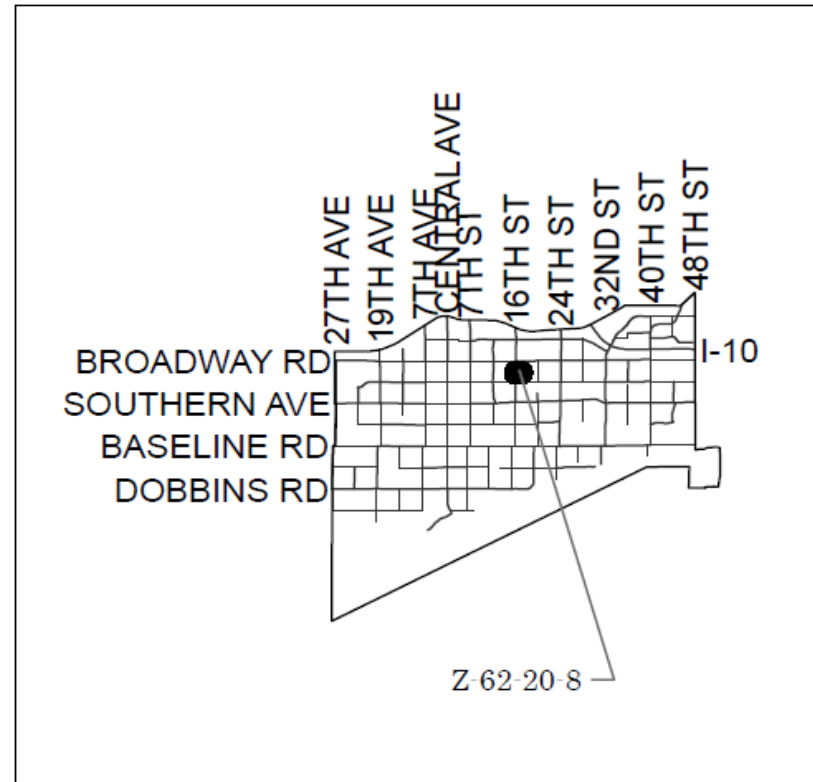 27TH AVE
19TH AVE
7TH AVE
CENTRAL AVE
7TH ST
16TH ST
24TH ST
32ND ST
40TH ST
48TH ST
I-10
BROADWAY RD
SOUTHERN AVE
BASELINE RD
DOBBINS RD
Z-62-20-8